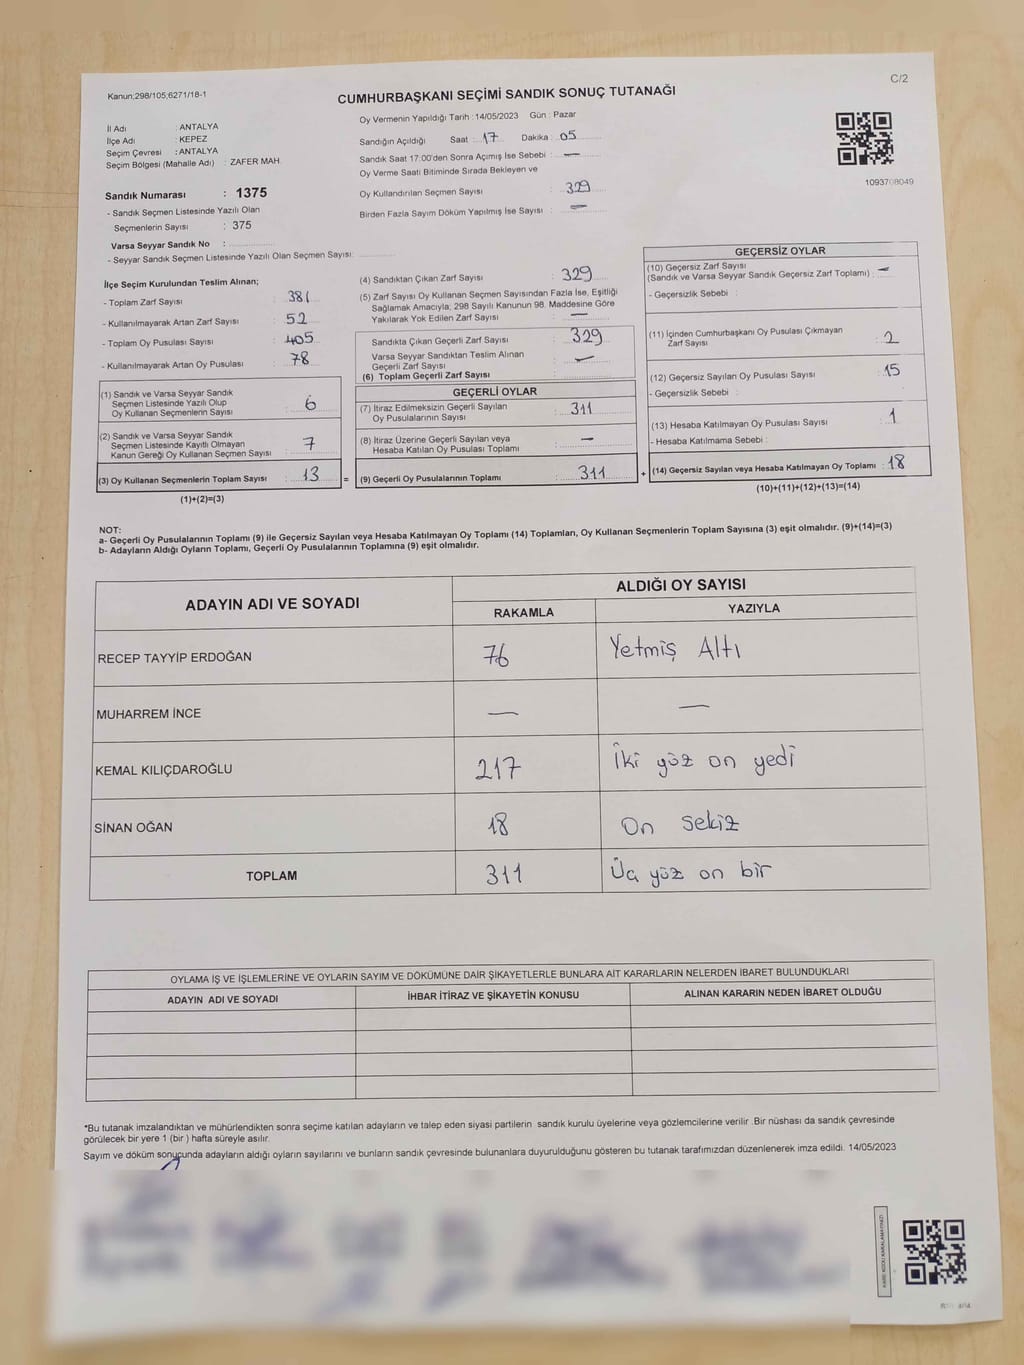 C/2
Kanun;298/105;6271/18-1
CUMHURBAŞKANI SEÇİMİ SANDIK SONUÇ TUTANAĞI
İl Adı : ANTALYA
İlçe Adı : KEPEZ
Seçim Çevresi : ANTALYA
Seçim Bölgesi (Mahalle Adı) : ZAFER MAH.
Sandık Numarası : 1375
- Sandık Seçmen Listesinde Yazılı Olan
Seçmenlerin Sayısı : 375
Varsa Seyyar Sandık No :
- Seyyar Sandık Seçmen Listesinde Yazılı Olan Seçmen Sayısı:
Oy Vermenin Yapıldığı Tarih : 14/05/2023 Gün : Pazar
Sandığın Açıldığı Saat : 17 Dakika : 05
Sandık Saat 17:00'den Sonra Açımış İse Sebebi : —
Oy Verme Saati Bitiminde Sırada Bekleyen ve
Oy Kullandırılan Seçmen Sayısı : 329
Birden Fazla Sayım Döküm Yapılmış İse Sayısı : —
1093708049
İlçe Seçim Kurulundan Teslim Alınan;
- Toplam Zarf Sayısı : 381
- Kullanılmayarak Artan Zarf Sayısı : 52
- Toplam Oy Pusulası Sayısı : 405
- Kullanılmayarak Artan Oy Pusulası : 78
(1) Sandık ve Varsa Seyyar Sandık
Seçmen Listesinde Yazılı Olup
Oy Kullanan Seçmenlerin Sayısı : 6
(2) Sandık ve Varsa Seyyar Sandık
Seçmen Listesinde Kayıtlı Olmayan
Kanun Gereği Oy Kullanan Seçmen Sayısı : 7
(3) Oy Kullanan Seçmenlerin Toplam Sayısı : 13 =
(1)+(2)=(3)
(4) Sandıktan Çıkan Zarf Sayısı : 329
(5) Zarf Sayısı Oy Kullanan Seçmen Sayısından Fazla İse, Eşitliği
Sağlamak Amacıyla; 298 Sayılı Kanunun 98. Maddesine Göre
Yakılarak Yok Edilen Zarf Sayısı : —
Sandıkta Çıkan Geçerli Zarf Sayısı : 329
Varsa Seyyar Sandıktan Teslim Alınan
Geçerli Zarf Sayısı : —
(6) Toplam Geçerli Zarf Sayısı :
GEÇERLİ OYLAR
(7) İtiraz Edilmeksizin Geçerli Sayılan
Oy Pusulalarının Sayısı : 311
(8) İtiraz Üzerine Geçerli Sayılan veya
Hesaba Katılan Oy Pusulası Toplamı : —
(9) Geçerli Oy Pusulalarının Toplamı : 311 +
GEÇERSİZ OYLAR
(10) Geçersiz Zarf Sayısı
(Sandık ve Varsa Seyyar Sandık Geçersiz Zarf Toplamı) : —
- Geçersizlik Sebebi :
(11) İçinden Cumhurbaşkanı Oy Pusulası Çıkmayan
Zarf Sayısı : 2
(12) Geçersiz Sayılan Oy Pusulası Sayısı : 15
- Geçersizlik Sebebi :
(13) Hesaba Katılmayan Oy Pusulası Sayısı : 1
- Hesaba Katılmama Sebebi :
(14) Geçersiz Sayılan veya Hesaba Katılmayan Oy Toplamı : 18
(10)+(11)+(12)+(13)=(14)
NOT:
a- Geçerli Oy Pusulalarının Toplamı (9) ile Geçersiz Sayılan veya Hesaba Katılmayan Oy Toplamı (14) Toplamları, Oy Kullanan Seçmenlerin Toplam Sayısına (3) eşit olmalıdır. (9)+(14)=(3)
b- Adayların Aldığı Oyların Toplamı, Geçerli Oy Pusulalarının Toplamına (9) eşit olmalıdır.
ADAYIN ADI VE SOYADI
ALDIĞI OY SAYISI
RAKAMLA YAZIYLA
RECEP TAYYİP ERDOĞAN 76 Yetmiş Altı
MUHARREM İNCE — —
KEMAL KILIÇDAROĞLU 217 İki yüz on yedi
SİNAN OĞAN 18 On sekiz
TOPLAM 311 Üç yüz on bir
OYLAMA İŞ VE İŞLEMLERİNE VE OYLARIN SAYIM VE DÖKÜMÜNE DAİR ŞİKAYETLERLE BUNLARA AİT KARARLARIN NELERDEN İBARET BULUNDUKLARI
ADAYIN ADI VE SOYADI İHBAR İTİRAZ VE ŞİKAYETİN KONUSU ALINAN KARARIN NEDEN İBARET OLDUĞU
*Bu tutanak imzalandıktan ve mühürlendikten sonra seçime katılan adayların ve talep eden siyasi partilerin sandık kurulu üyelerine veya gözlemcilerine verilir. Bir nüshası da sandık çevresinde
görülecek bir yere 1 (bir ) hafta süreyle asılır.
Sayım ve döküm sonucunda adayların aldığı oyların sayılarını ve bunların sandık çevresinde bulunanlara duyurulduğunu gösteren bu tutanak tarafımızdan düzenlenerek imza edildi. 14/05/2023